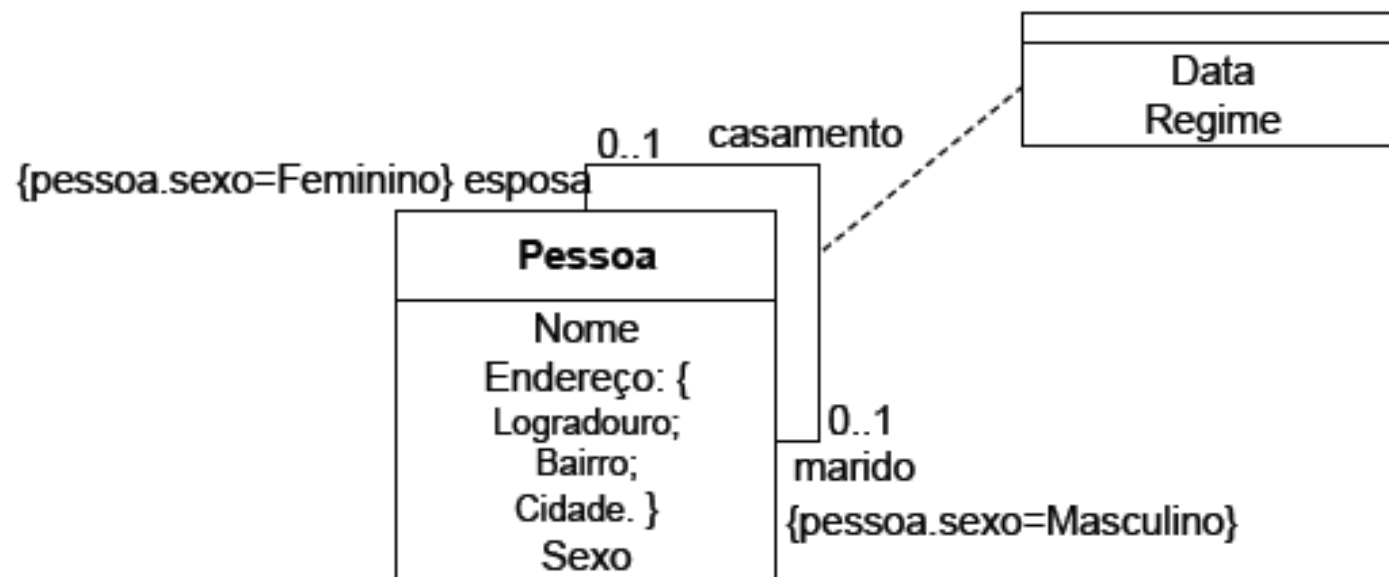 Data
Regime
0..1 casamento
{pessoa.sexo=Feminino} esposa
Pessoa
Nome
Endereço: {
Logradouro;
Bairro;
Cidade. }
Sexo
0..1
marido
{pessoa.sexo=Masculino}